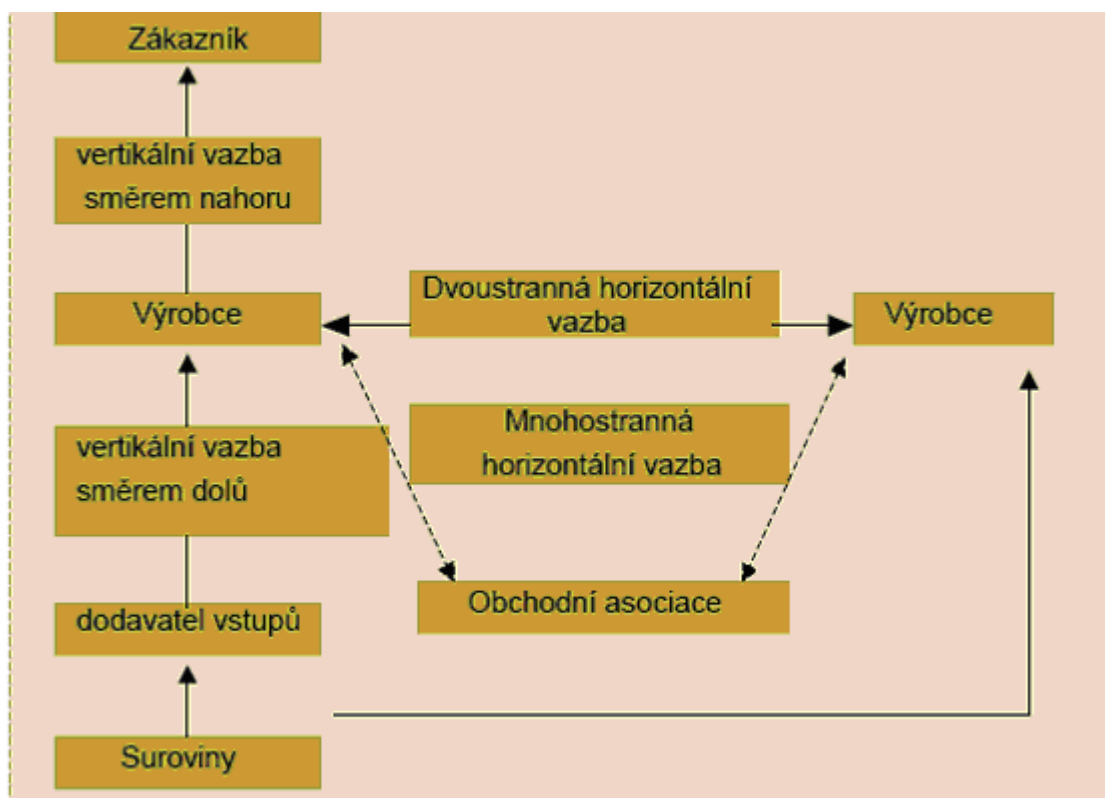 Zákazník
vertikální vazba
směrem nahoru
Výrobce
Dvoustranná horizontální
vazba
Výrobce
Mnohostranná
horizontální vazba
vertikální vazba
směrem dolů
Obchodní asociace
dodavatel vstupů
Suroviny